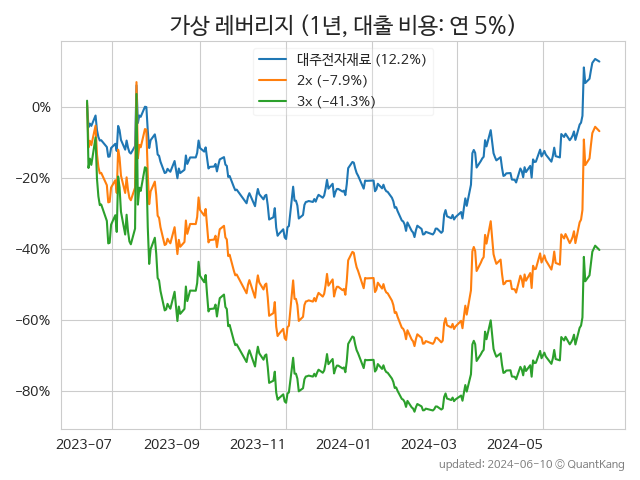 가상 레버리지 (1년, 대출 비용: 연 5%)
대주전자재료 (12.2%)
2x (−7.9%)
3x (−41.3%)
0%
−20%
−40%
−60%
−80%
2023-07 2023-09 2023-11 2024-01 2024-03 2024-05
updated: 2024-06-10 © QuantKang